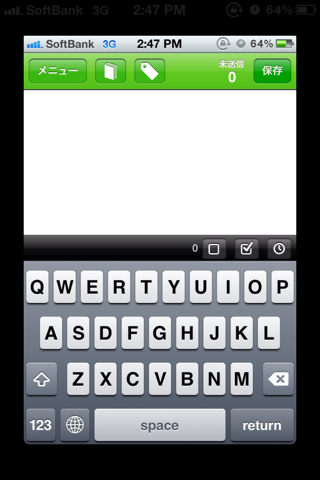 SoftBank 3G 2:47 PM 64%
SoftBank 3G 2:47 PM 64%
メニュー 未送信 0 保存
0
Q W E R T Y U I O P
A S D F G H J K L
Z X C V B N M
123 space return